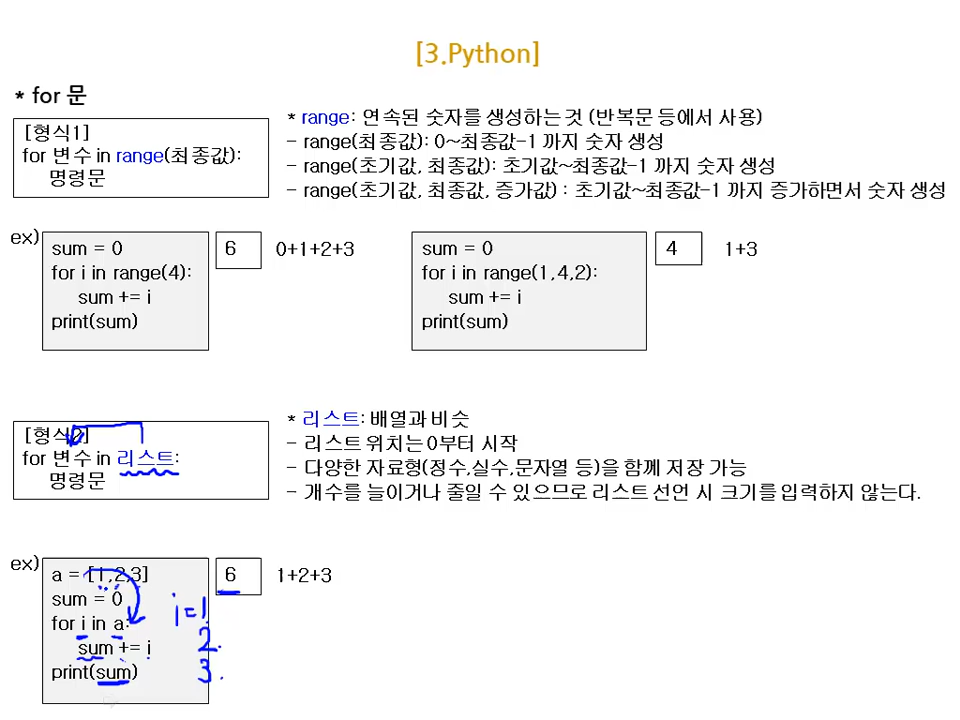 [3.Python]
* for 문
[형식1]
for 변수 in range(최종값):
명령문
* range: 연속된 숫자를 생성하는 것 (반복문 등에서 사용)
- range(최종값): 0~최종값-1 까지 숫자 생성
- range(초기값, 최종값): 초기값~최종값-1 까지 숫자 생성
- range(초기값, 최종값, 증가값) : 초기값~최종값-1 까지 증가하면서 숫자 생성
ex)
sum = 0
for i in range(4):
sum += i
print(sum)
6
0+1+2+3
sum = 0
for i in range(1,4,2):
sum += i
print(sum)
4
1+3
[형식2]
for 변수 in 리스트:
명령문
* 리스트: 배열과 비슷
- 리스트 위치는 0부터 시작
- 다양한 자료형(정수,실수,문자열 등)을 함께 저장 가능
- 개수를 늘이거나 줄일 수 있으므로 리스트 선언 시 크기를 입력하지 않는다.
ex)
a = [1,2,3]
sum = 0
for i in a:
sum += i
print(sum)
6
1+2+3
i=1
2.
3.